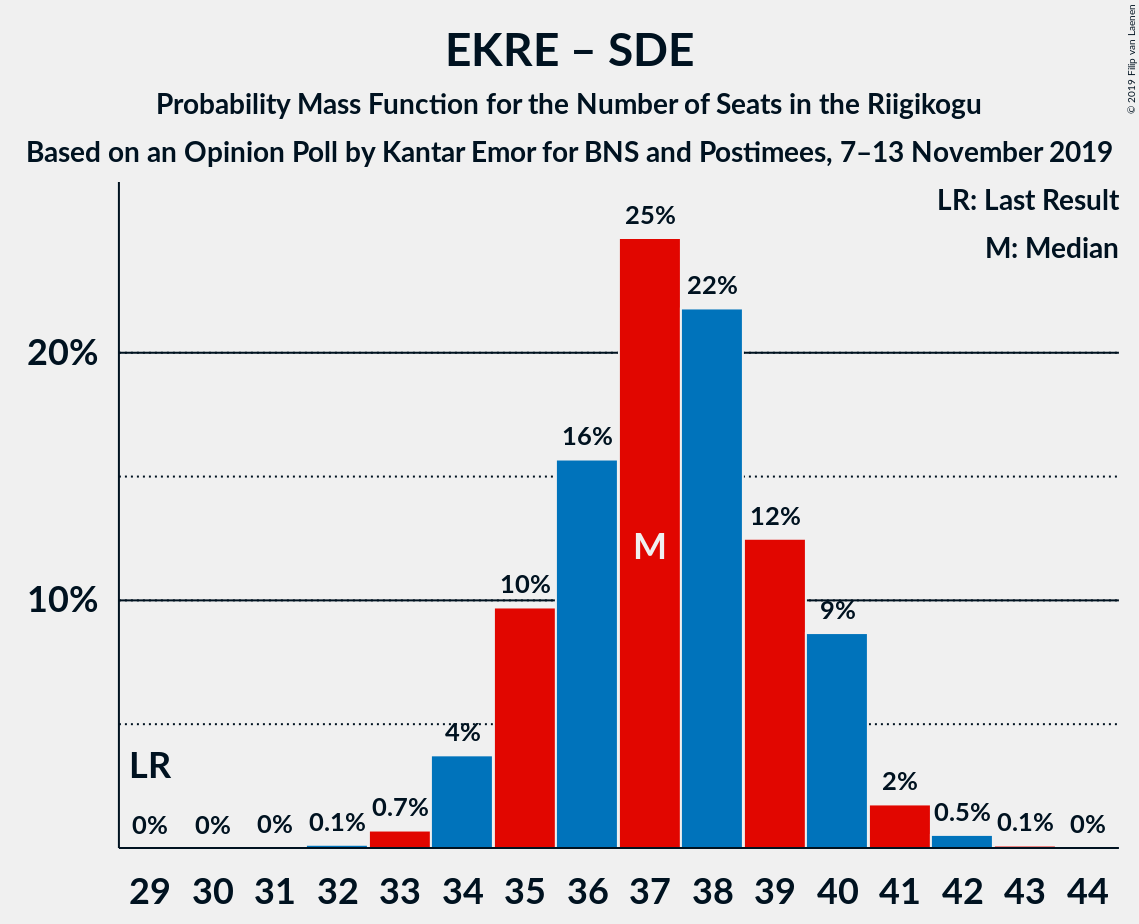 EKRE – SDE
Probability Mass Function for the Number of Seats in the Riigikogu
Based on an Opinion Poll by Kantar Emor for BNS and Postimees, 7–13 November 2019
© 2019 Filip van Laenen
LR: Last Result
M: Median
25%
22%
20%
16%
12%
M
10%
10%
9%
4%
LR
2%
0% 0% 0% 0.1% 0.7% 0.5% 0.1% 0%
29 30 31 32 33 34 35 36 37 38 39 40 41 42 43 44